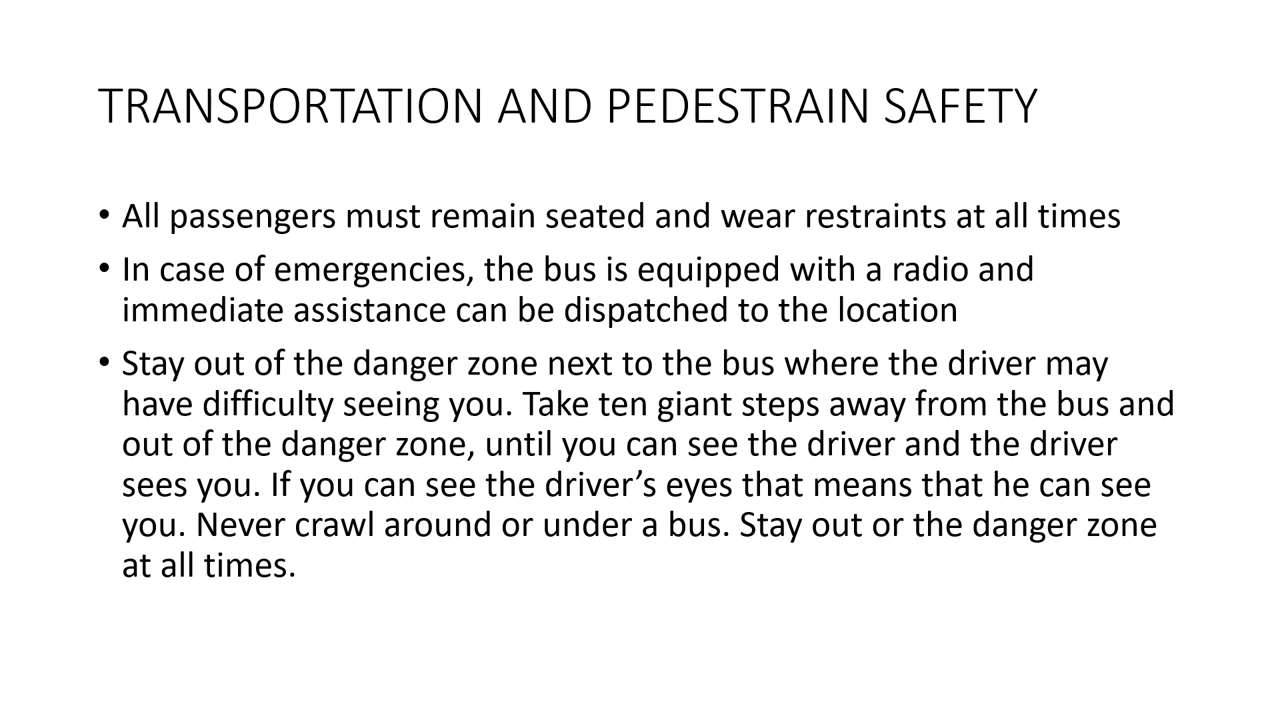 TRANSPORTATION AND PEDESTRAIN SAFETY
• All passengers must remain seated and wear restraints at all times
• In case of emergencies, the bus is equipped with a radio and
immediate assistance can be dispatched to the location
• Stay out of the danger zone next to the bus where the driver may
have difficulty seeing you. Take ten giant steps away from the bus and
out of the danger zone, until you can see the driver and the driver
sees you. If you can see the driver’s eyes that means that he can see
you. Never crawl around or under a bus. Stay out or the danger zone
at all times.